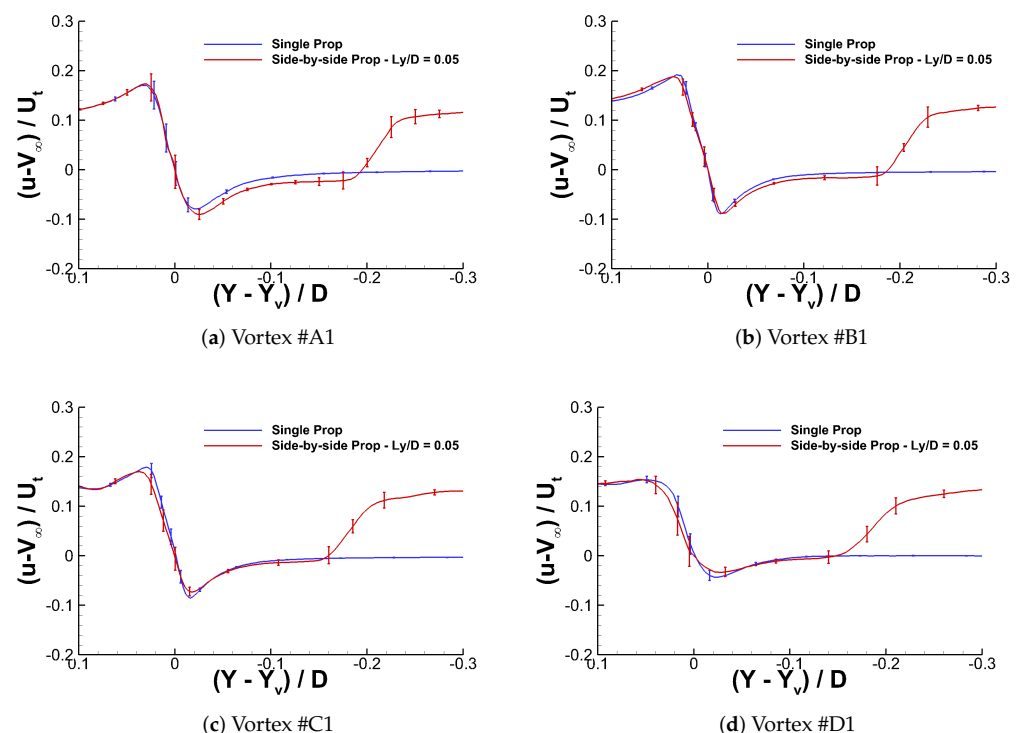 0.3
Single Prop
Side-by-side Prop - Ly/D = 0.05
0.2
0.1
0
-0.1
-0.2
(u-V∞) / Ut
0.1 0 -0.1 -0.2 -0.3
(Y - Yv) / D
(a) Vortex #A1
0.3
Single Prop
Side-by-side Prop - Ly/D = 0.05
0.2
0.1
0
-0.1
-0.2
(u-V∞) / Ut
0.1 0 -0.1 -0.2 -0.3
(Y - Yv) / D
(b) Vortex #B1
0.3
Single Prop
Side-by-side Prop - Ly/D = 0.05
0.2
0.1
0
-0.1
-0.2
(u-V∞) / Ut
0.1 0 -0.1 -0.2 -0.3
(Y - Yv) / D
(c) Vortex #C1
0.3
Single Prop
Side-by-side Prop - Ly/D = 0.05
0.2
0.1
0
-0.1
-0.2
(u-V∞) / Ut
0.1 0 -0.1 -0.2 -0.3
(Y - Yv) / D
(d) Vortex #D1